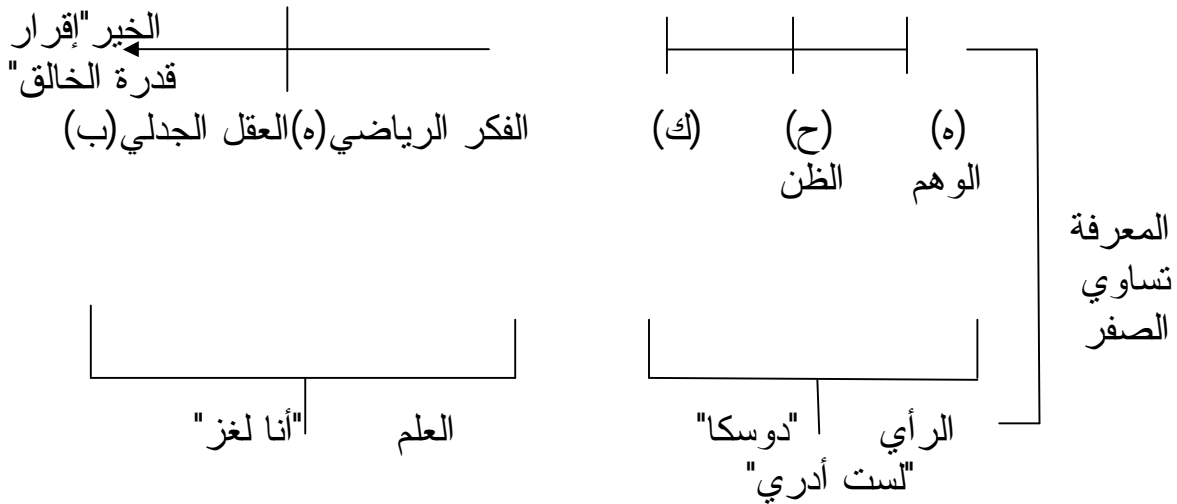 الخير"إقرار
قدرة الخالق"
(ه) (ح) (ك) الفكر الرياضي(ه)العقل الجدلي(ب)
الوهم الظن
المعرفة
تساوي
الصفر
الرأي "دوسكا" العلم "أنا لغز"
"لست أدري"